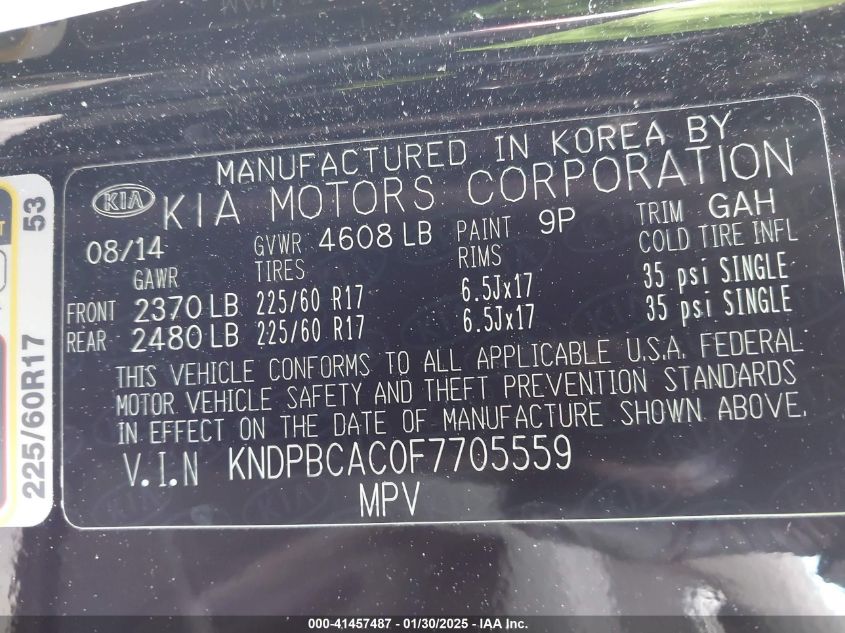 MANUFACTURED IN KOREA BY
KIA KIA MOTORS CORPORATION
08/14 GVWR 4608 LB PAINT 9P TRIM GAH
GAWR TIRES RIMS COLD TIRE INFL
FRONT 2370 LB 225/60 R17 6.5Jx17 35 psi SINGLE
REAR 2480 LB 225/60 R17 6.5Jx17 35 psi SINGLE
THIS VEHICLE CONFORMS TO ALL APPLICABLE U.S.A. FEDERAL
MOTOR VEHICLE SAFETY AND THEFT PREVENTION STANDARDS
IN EFFECT ON THE DATE OF MANUFACTURE SHOWN ABOVE.
V.I.N KNDPBCAC0F7705559
MPV
225/60R17 53
000-41457487 - 01/30/2025 - IAA Inc.